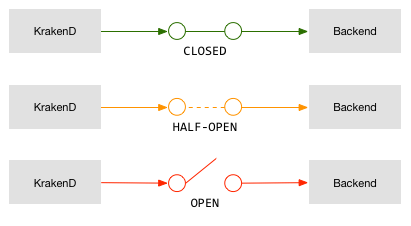 KrakenD
Backend
CLOSED
KrakenD
Backend
HALF-OPEN
KrakenD
Backend
OPEN